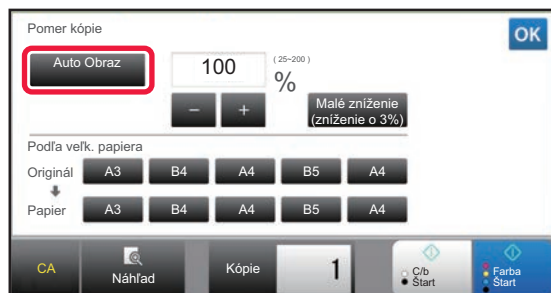 Pomer kópie
OK
Auto Obraz
100
( 25~200 )
%
−
+
Malé zníženie
(zníženie o 3%)
Podľa veľk. papiera
Originál A3 B4 A4 B5 A4
Papier A3 B4 A4 B5 A4
CA
Náhľad
Kópie
1
C/b
Štart
Farba
Štart